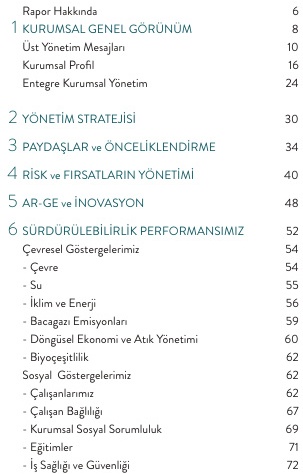 Rapor Hakkında 6
1 KURUMSAL GENEL GÖRÜNÜM 8
Üst Yönetim Mesajları 10
Kurumsal Profil 16
Entegre Kurumsal Yönetim 24
2 YÖNETİM STRATEJİSİ 30
3 PAYDAŞLAR ve ÖNCELİKLENDİRME 34
4 RİSK ve FIRSATLARIN YÖNETİMİ 40
5 AR-GE ve İNOVASYON 48
6 SÜRDÜRÜLEBİLİRLİK PERFORMANSIMIZ 52
Çevresel Göstergelerimiz 54
- Çevre 54
- Su 55
- İklim ve Enerji 56
- Bacagazı Emisyonları 59
- Döngüsel Ekonomi ve Atık Yönetimi 60
- Biyoçeşitlilik 62
Sosyal Göstergelerimiz 62
- Çalışanlarımız 62
- Çalışan Bağlılığı 67
- Kurumsal Sosyal Sorumluluk 69
- Eğitimler 71
- İş Sağlığı ve Güvenliği 72